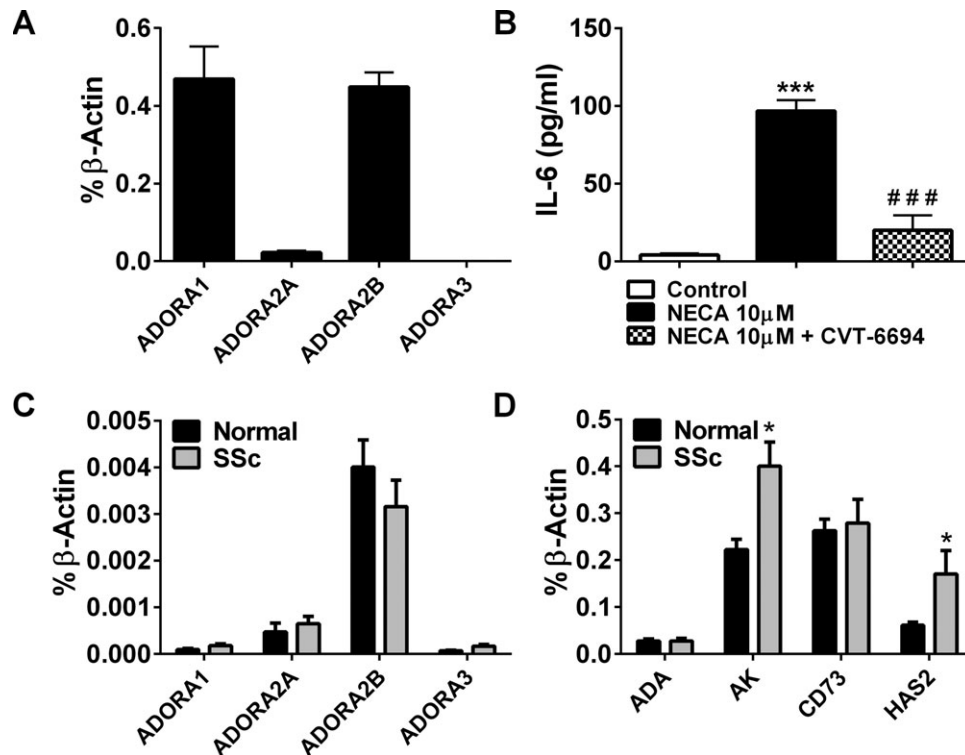 A
% β-Actin
0.6
0.4
0.2
0.0
ADORA1
ADORA2A
ADORA2B
ADORA3
B
IL-6 (pg/ml)
150
100
50
0
***
###
Control
NECA 10μM
NECA 10μM + CVT-6694
C
% β-Actin
0.005
0.004
0.003
0.002
0.001
0.000
Normal
SSc
ADORA1
ADORA2A
ADORA2B
ADORA3
D
% β-Actin
0.5
0.4
0.3
0.2
0.1
0.0
Normal
SSc
*
*
ADA
AK
CD73
HAS2